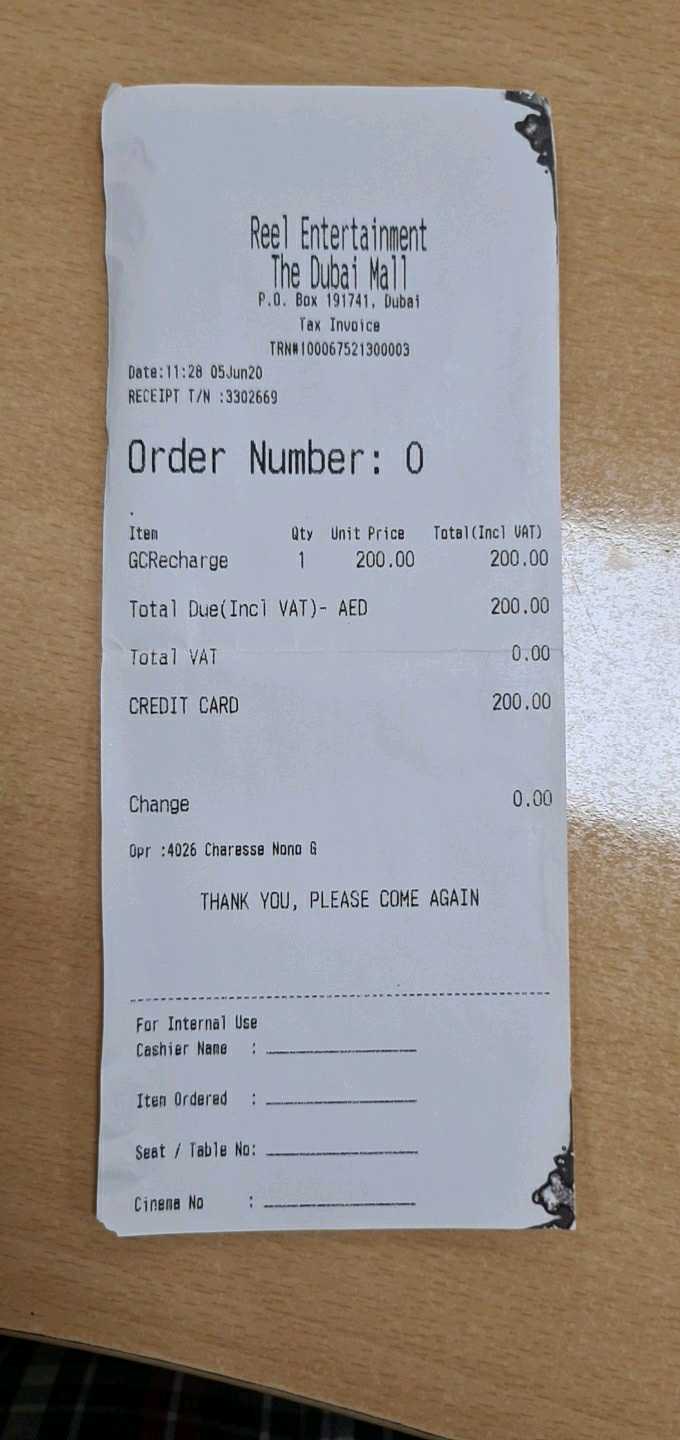 Reel Entertainment
The Dubai Mall
P.O. Box 191741, Dubai
Tax Invoice
TRN#100067521300003
Date:11:28 05Jun20
RECEIPT T/N :3302669
Order Number: 0
.
Item Qty Unit Price Total(Incl VAT)
GCRecharge 1 200.00 200.00
Total Due(Incl VAT)- AED 200.00
Total VAT 0.00
CREDIT CARD 200.00
Change 0.00
Opr :4026 Charesse Nono G
THANK YOU, PLEASE COME AGAIN
For Internal Use
Cashier Name :
Item Ordered :
Seat / Table No:
Cinema No :